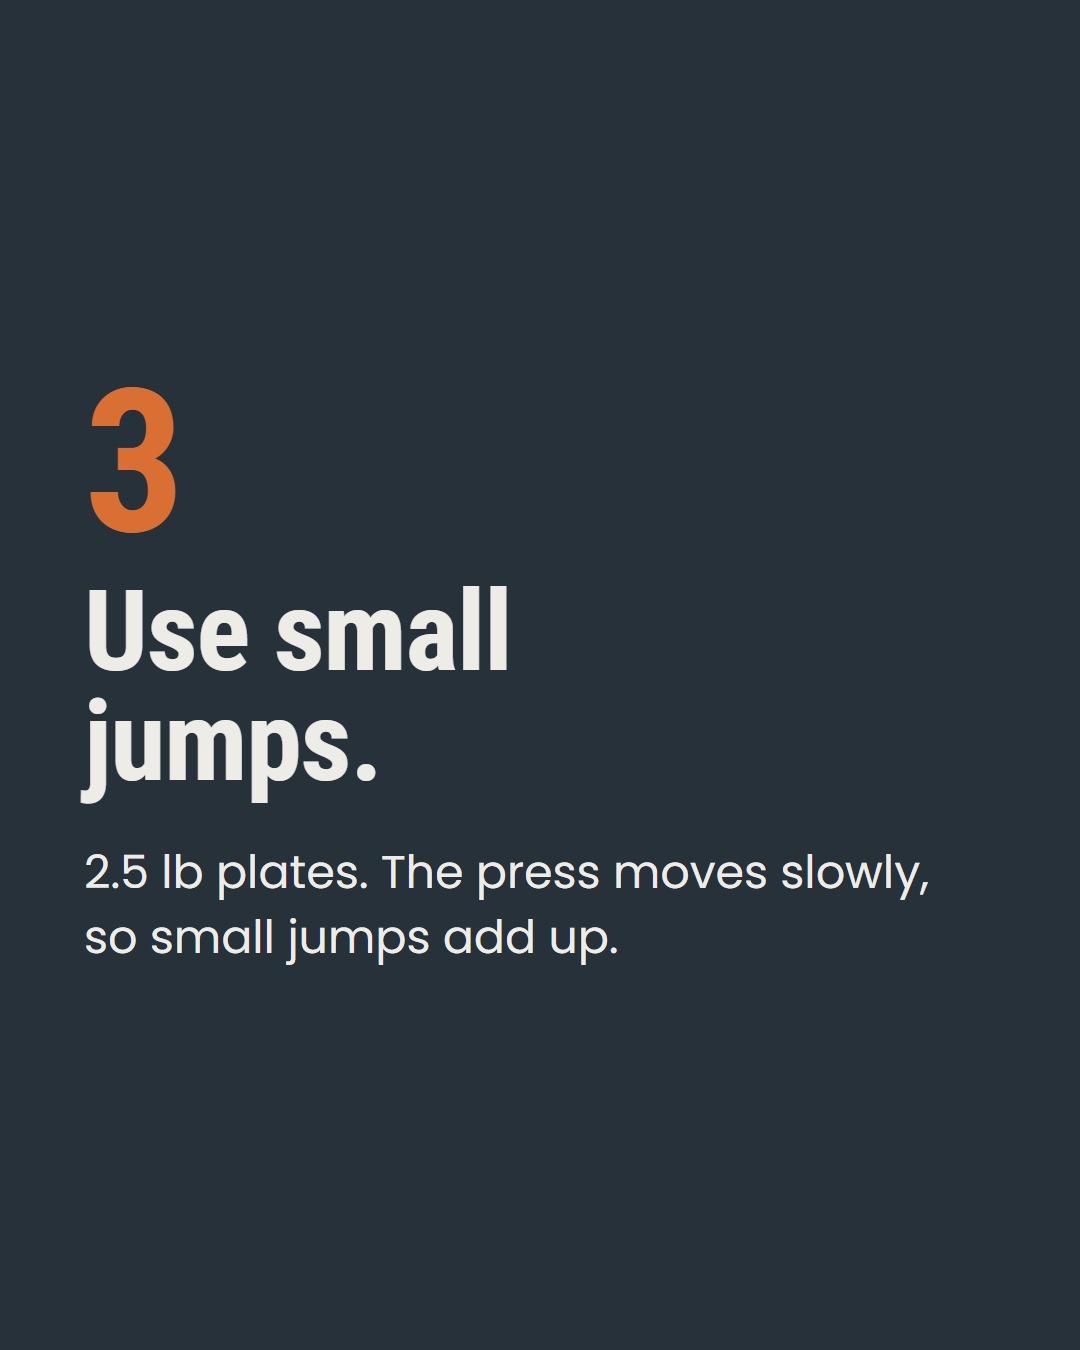 3
Use small
jumps.
2.5 lb plates. The press moves slowly,
so small jumps add up.